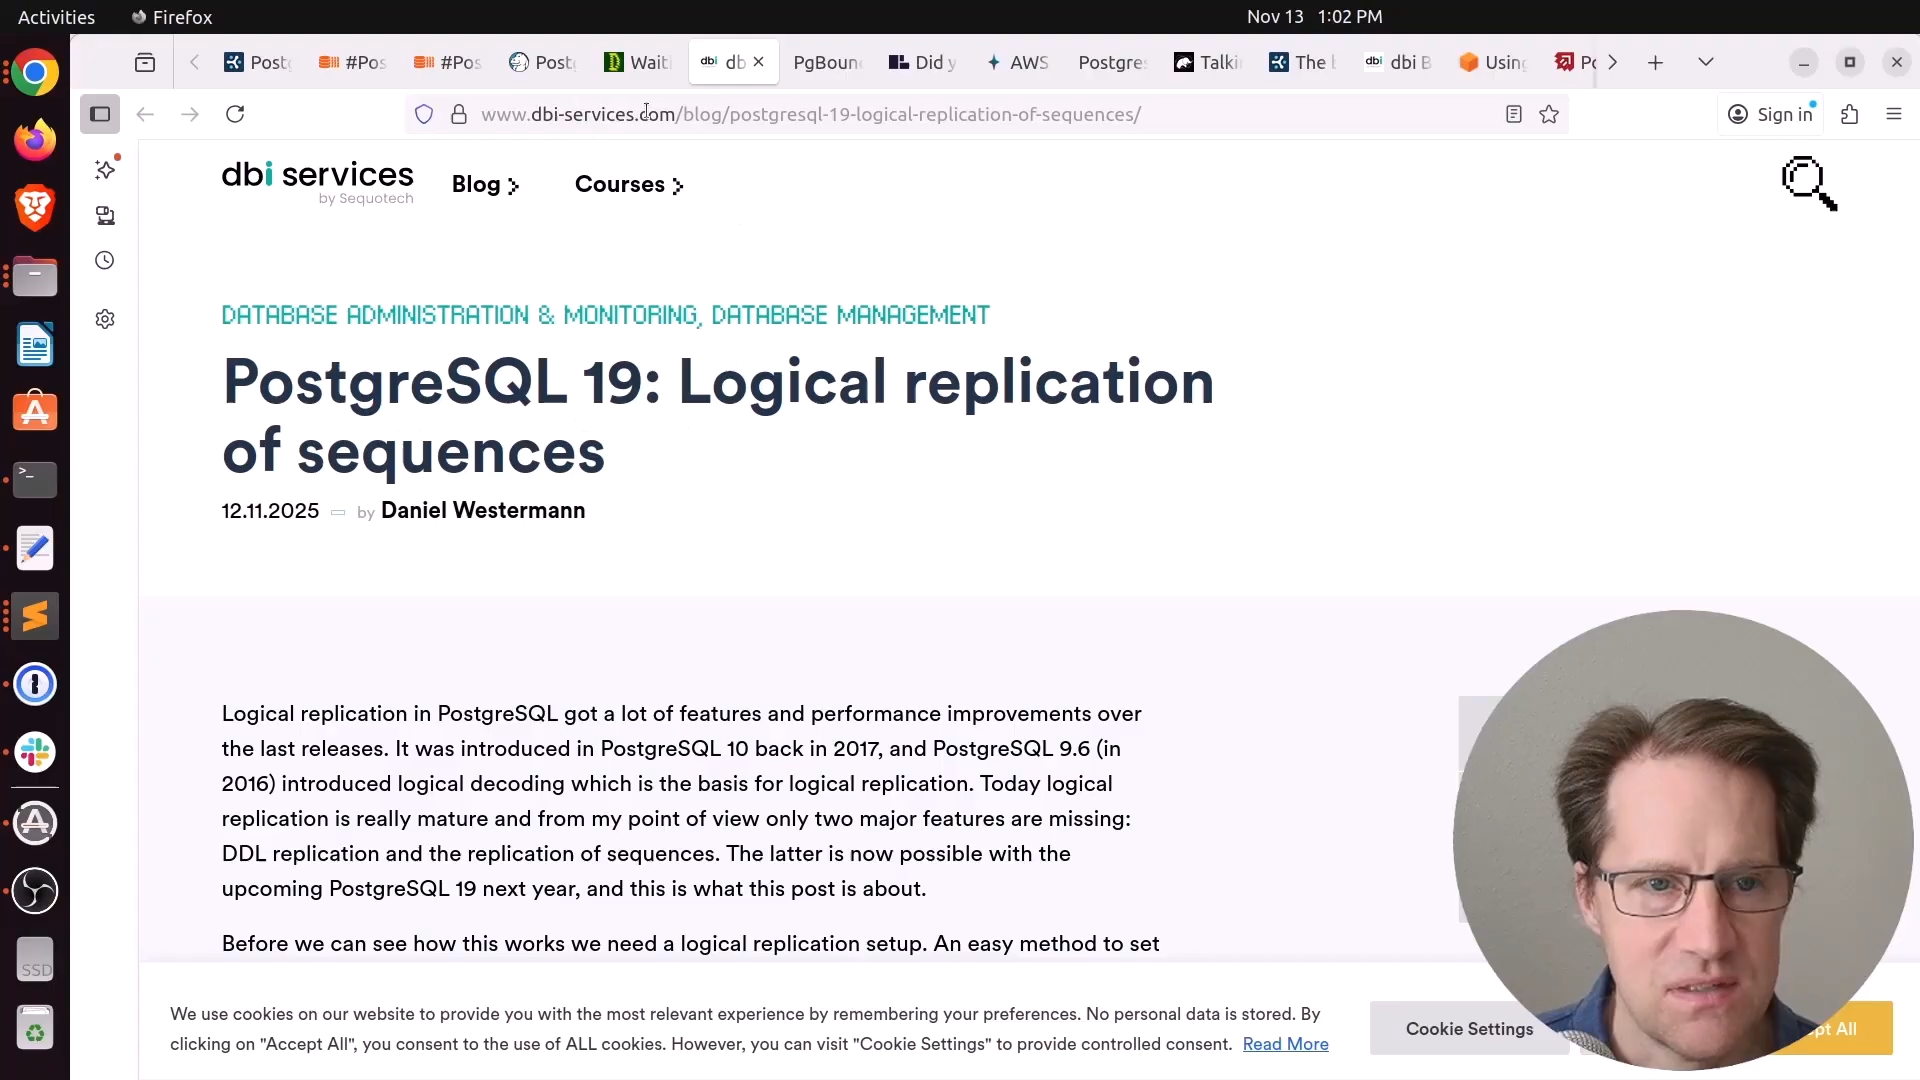 Activities
Firefox
Nov 13 1:02 PM
Postg
#Pos
#Pos
Postg
Waiti
dbi db
PgBoun
Did y
AWS
Postgre
Talki
The b
dbi dbi B
Using
Po
www.dbi-services.com/blog/postgresql-19-logical-replication-of-sequences/
Sign in
dbi services
by Sequotech
Blog
Courses
DATABASE ADMINISTRATION & MONITORING, DATABASE MANAGEMENT
PostgreSQL 19: Logical replication
of sequences
12.11.2025
by Daniel Westermann
Logical replication in PostgreSQL got a lot of features and performance improvements over
the last releases. It was introduced in PostgreSQL 10 back in 2017, and PostgreSQL 9.6 (in
2016) introduced logical decoding which is the basis for logical replication. Today logical
replication is really mature and from my point of view only two major features are missing:
DDL replication and the replication of sequences. The latter is now possible with the
upcoming PostgreSQL 19 next year, and this is what this post is about.
Before we can see how this works we need a logical replication setup. An easy method to set
We use cookies on our website to provide you with the most relevant experience by remembering your preferences. No personal data is stored. By
clicking on "Accept All", you consent to the use of ALL cookies. However, you can visit "Cookie Settings" to provide controlled consent. Read More
Cookie Settings
pt All
SSD